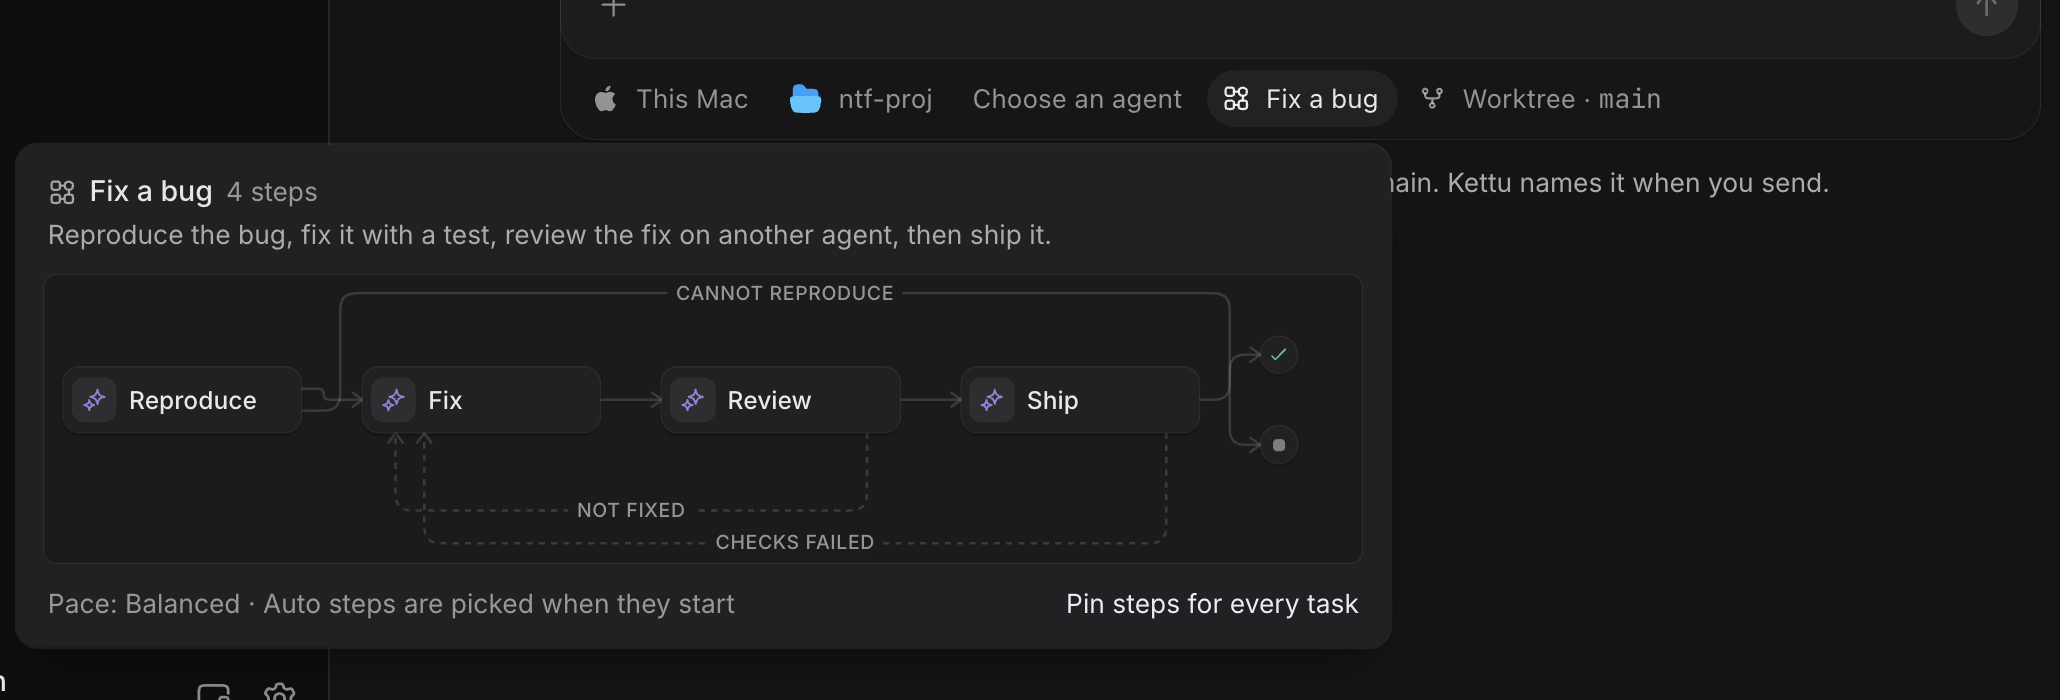 This Mac ntf-proj Choose an agent Fix a bug Worktree · main
Fix a bug 4 steps
Reproduce the bug, fix it with a test, review the fix on another agent, then ship it.
Kettu names it when you send.
CANNOT REPRODUCE
Reproduce Fix Review Ship
NOT FIXED
CHECKS FAILED
Pace: Balanced · Auto steps are picked when they start
Pin steps for every task